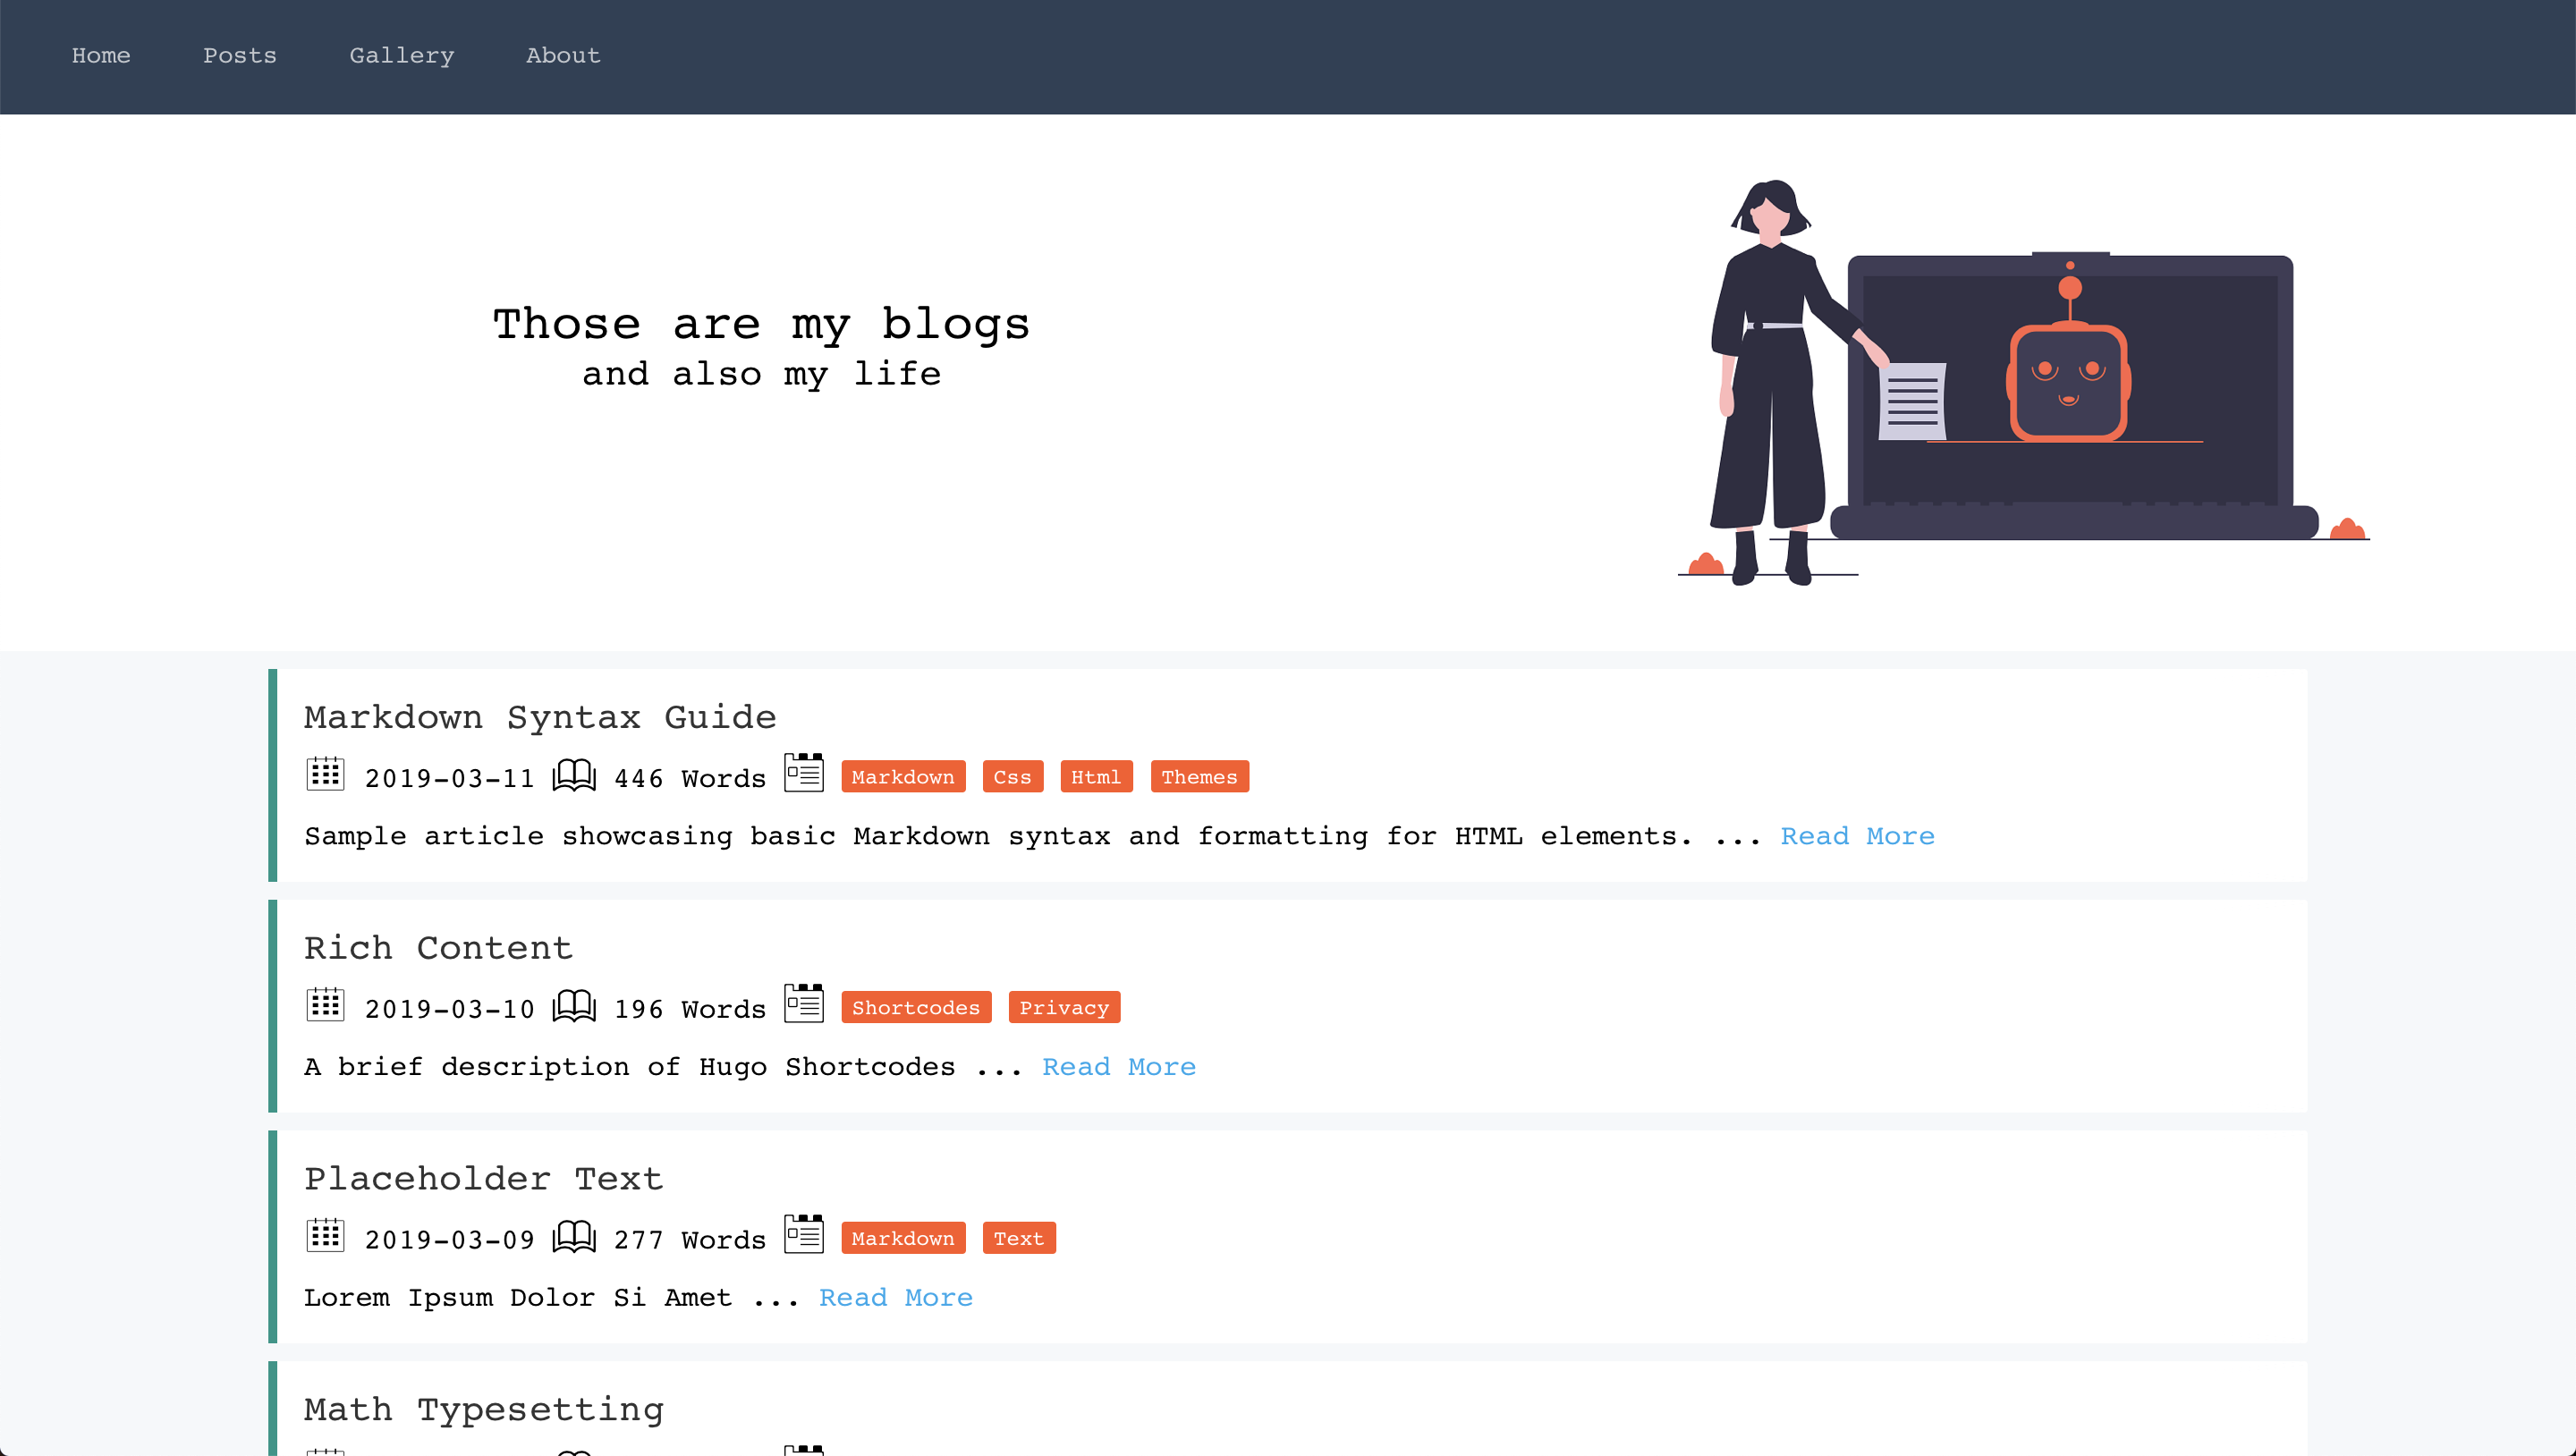 Home Posts Gallery About
Those are my blogs
and also my life
Markdown Syntax Guide
2019-03-11 446 Words Markdown Css Html Themes
Sample article showcasing basic Markdown syntax and formatting for HTML elements. ... Read More
Rich Content
2019-03-10 196 Words Shortcodes Privacy
A brief description of Hugo Shortcodes ... Read More
Placeholder Text
2019-03-09 277 Words Markdown Text
Lorem Ipsum Dolor Si Amet ... Read More
Math Typesetting